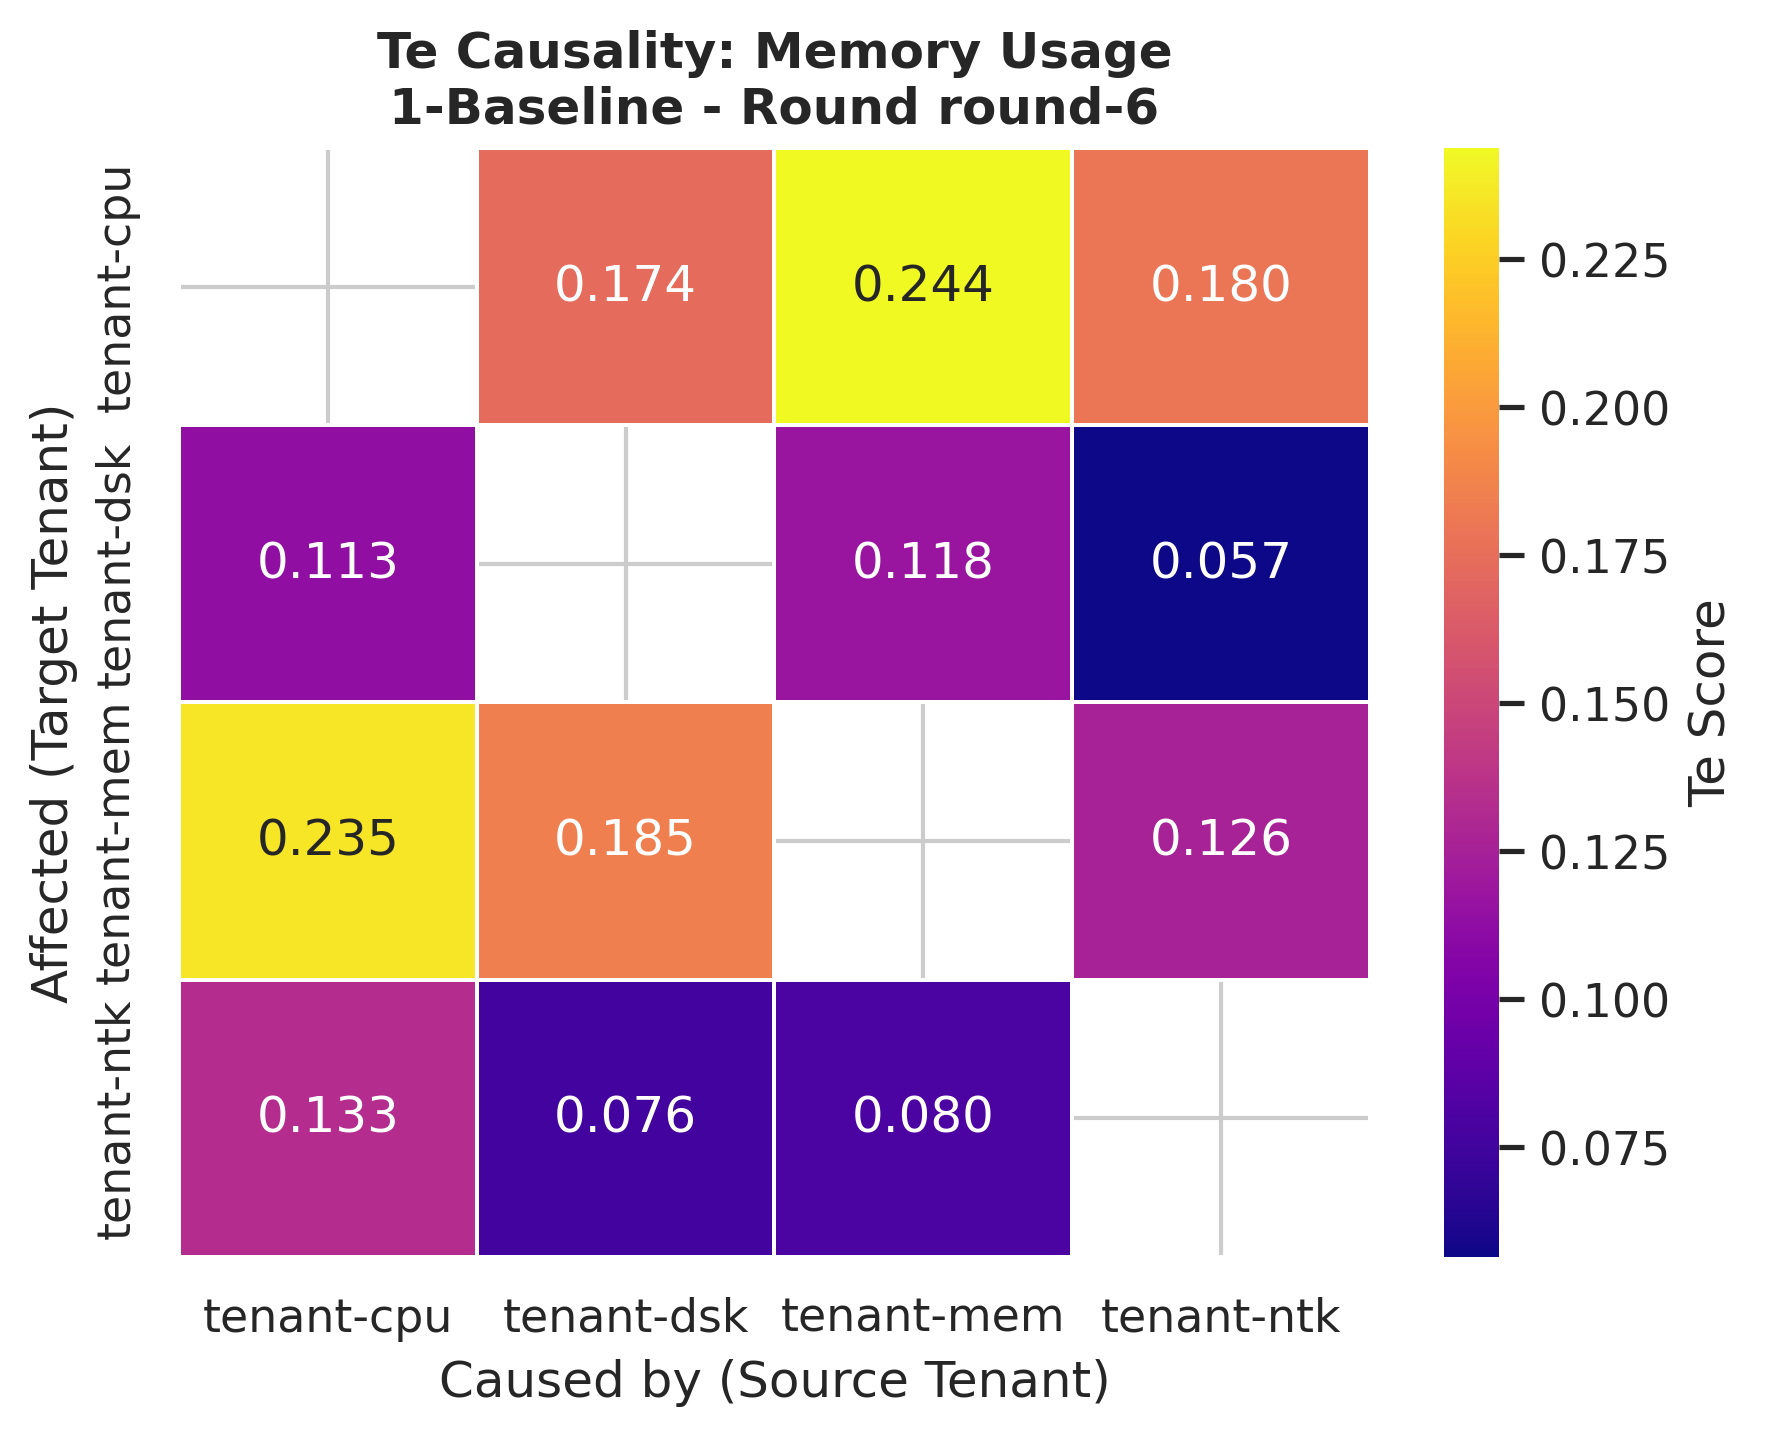 Te Causality: Memory Usage
1-Baseline - Round round-6
Affected (Target Tenant)
tenant-cpu
0.174 0.244 0.180
tenant-dsk
0.113 0.118 0.057
tenant-mem
0.235 0.185 0.126
tenant-ntk
0.133 0.076 0.080
tenant-cpu tenant-dsk tenant-mem tenant-ntk
Caused by (Source Tenant)
0.225
0.200
0.175
0.150
0.125
0.100
0.075
Te Score